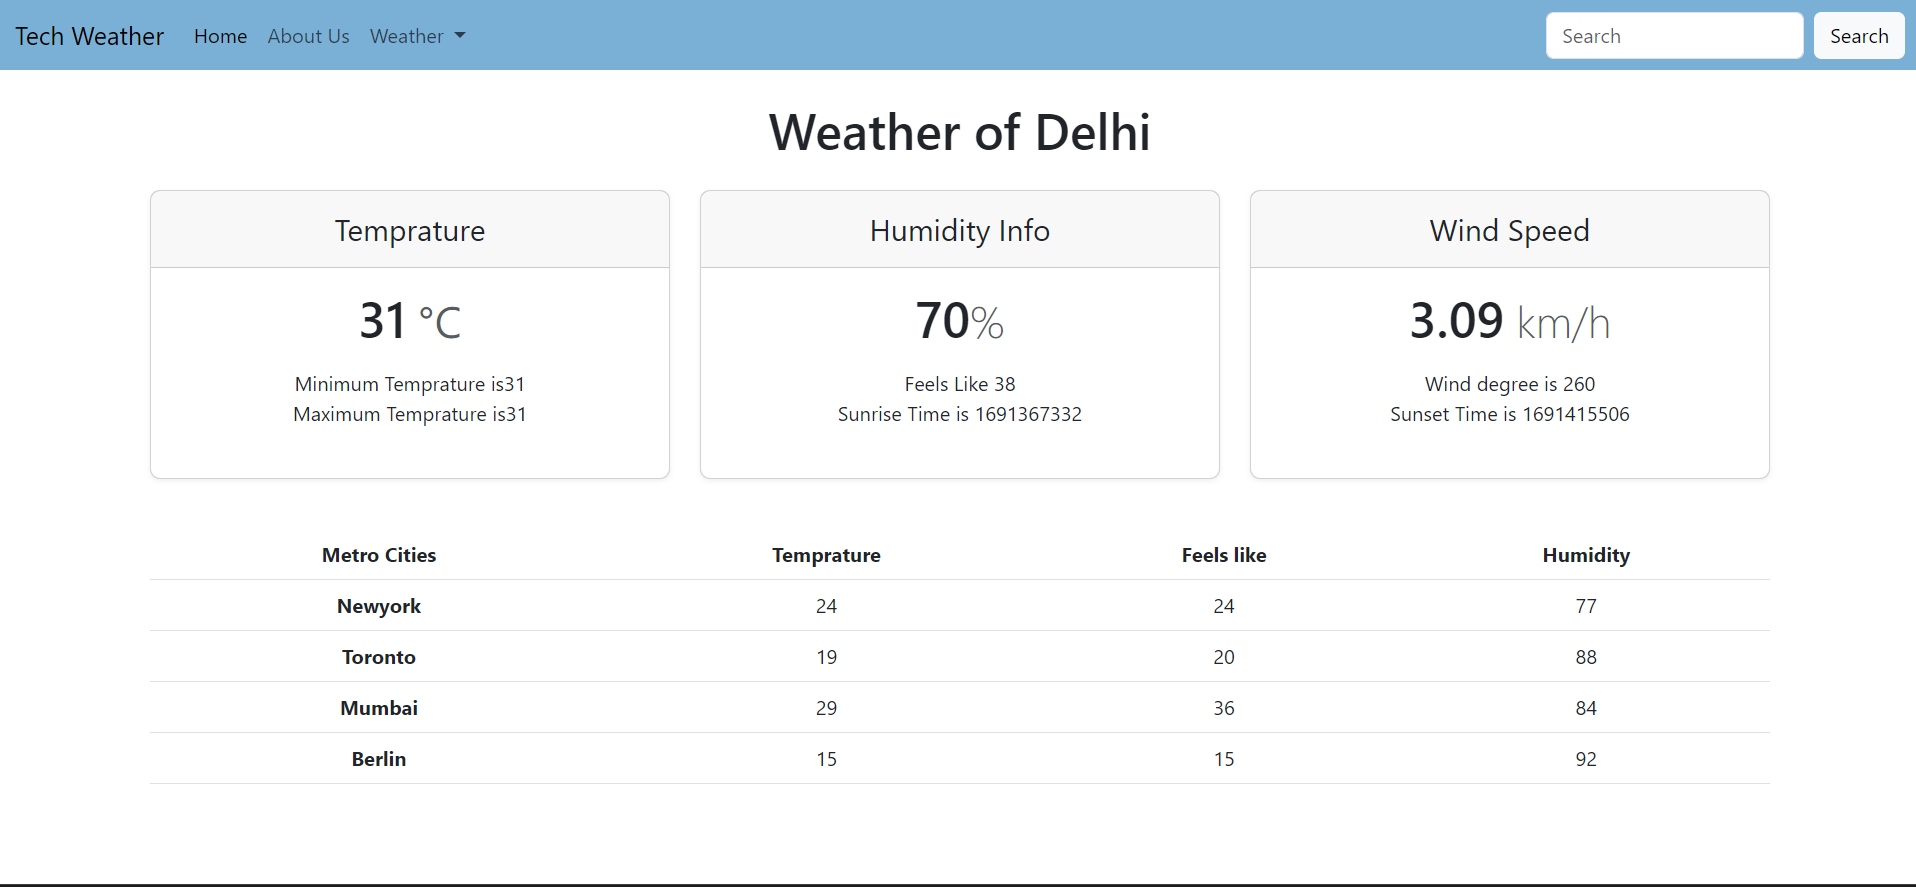 Tech Weather Home About Us Weather Search Search
Weather of Delhi
Temprature
31 °C
Minimum Temprature is31
Maximum Temprature is31
Humidity Info
70%
Feels Like 38
Sunrise Time is 1691367332
Wind Speed
3.09 km/h
Wind degree is 260
Sunset Time is 1691415506
Metro Cities Temprature Feels like Humidity
Newyork 24 24 77
Toronto 19 20 88
Mumbai 29 36 84
Berlin 15 15 92